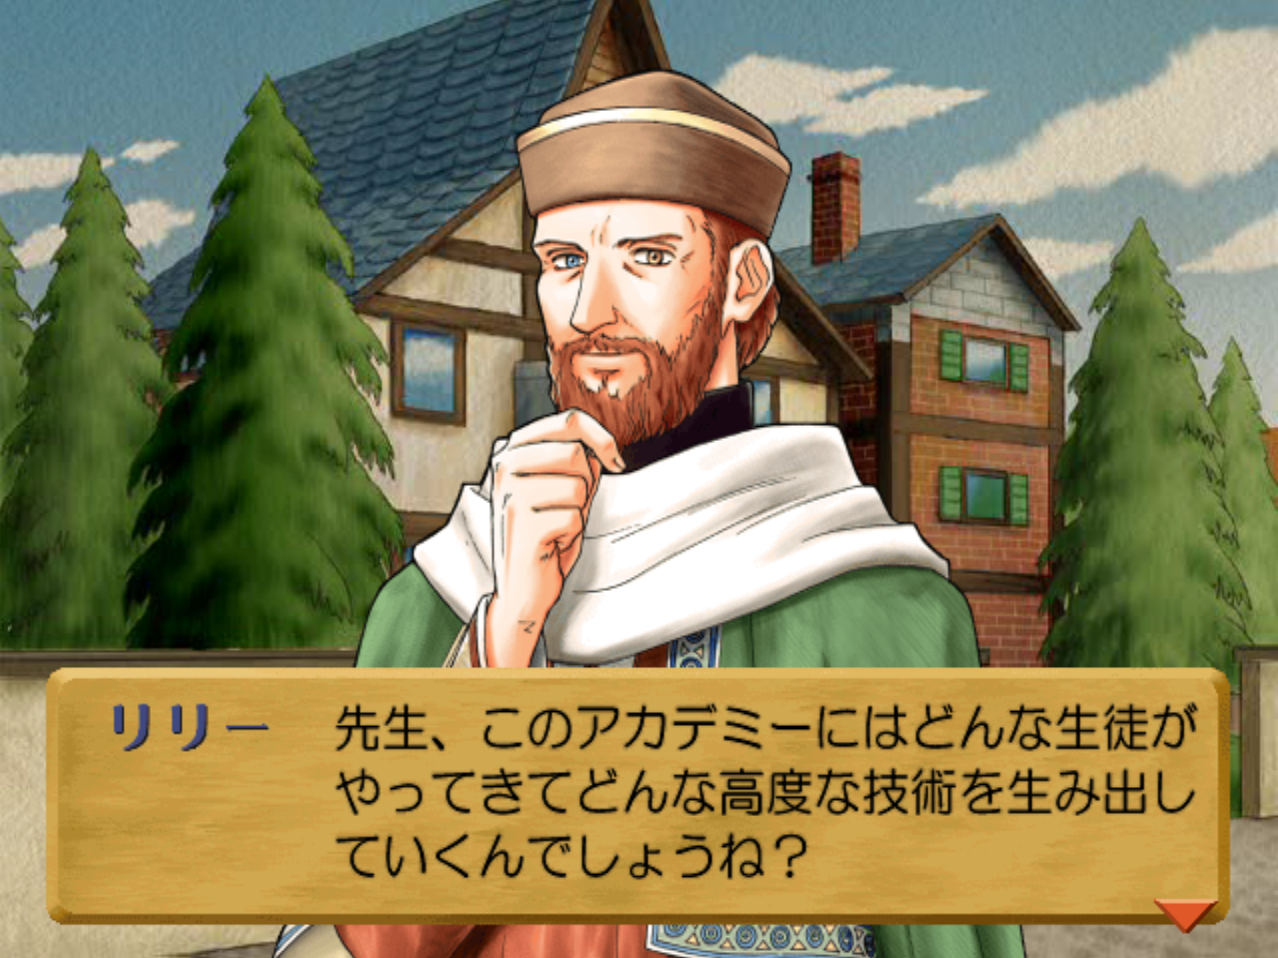 リリー 先生、このアカデミーにはどんな生徒が
やってきてどんな高度な技術を生み出し
ていくんでしょうね？